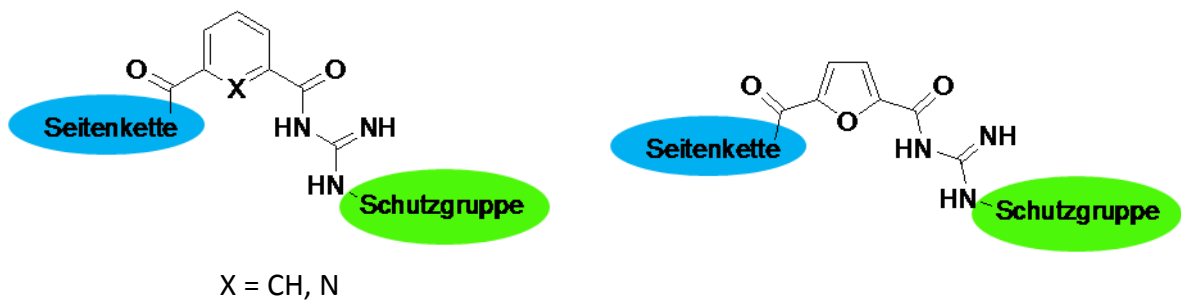 O
X
O
Seitenkette
HN
NH
HN
Schutzgruppe
X = CH, N
O
O
O
Seitenkette
HN
NH
HN
Schutzgruppe